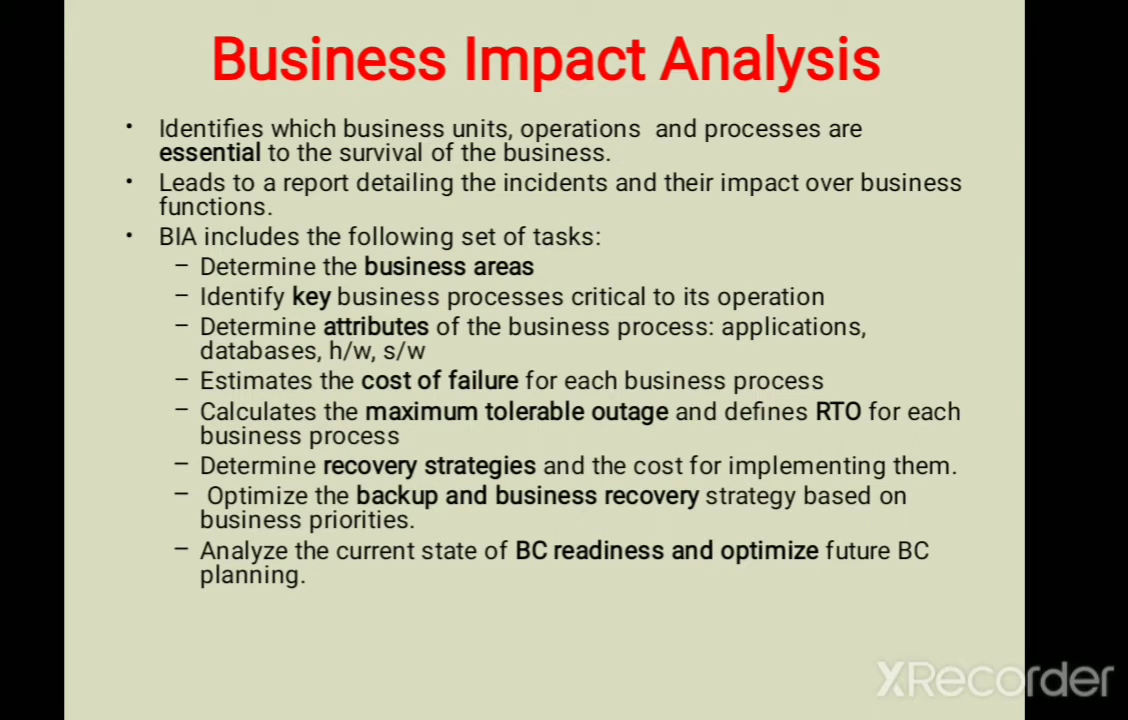 Business Impact Analysis
• Identifies which business units, operations and processes are
essential to the survival of the business.
• Leads to a report detailing the incidents and their impact over business
functions.
• BIA includes the following set of tasks:
– Determine the business areas
– Identify key business processes critical to its operation
– Determine attributes of the business process: applications,
databases, h/w, s/w
– Estimates the cost of failure for each business process
– Calculates the maximum tolerable outage and defines RTO for each
business process
– Determine recovery strategies and the cost for implementing them.
– Optimize the backup and business recovery strategy based on
business priorities.
– Analyze the current state of BC readiness and optimize future BC
planning.
XRecorder